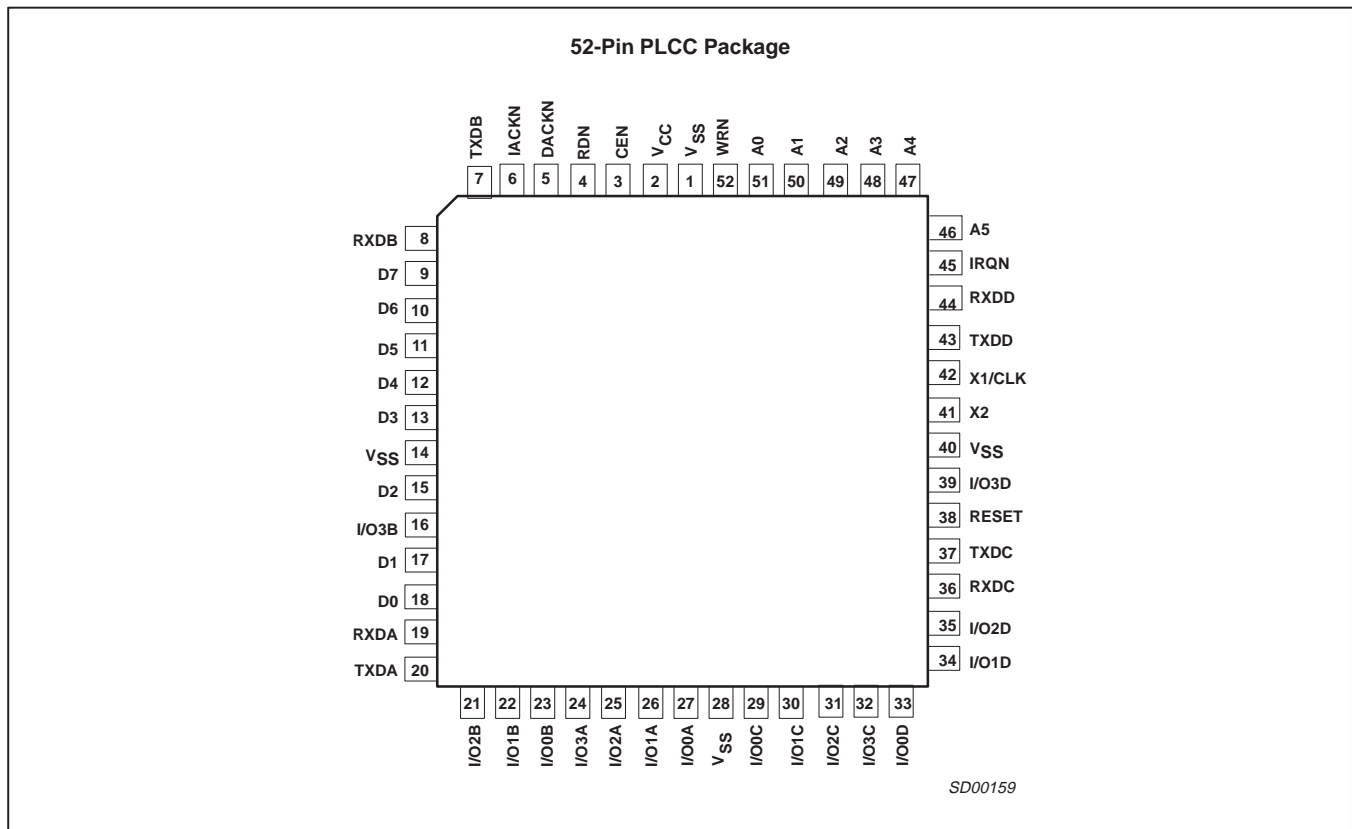 52-Pin PLCC Package
TXDB
IACKN
DACKN
RDN
CEN
VCC
VSS
WRN
A0
A1
A2
A3
A4
7 6 5 4 3 2 1 52 51 50 49 48 47
RXDB 8
D7 9
D6 10
D5 11
D4 12
D3 13
VSS 14
D2 15
I/O3B 16
D1 17
D0 18
RXDA 19
TXDA 20
46 A5
45 IRQN
44 RXDD
43 TXDD
42 X1/CLK
41 X2
40 VSS
39 I/O3D
38 RESET
37 TXDC
36 RXDC
35 I/O2D
34 I/O1D
21 22 23 24 25 26 27 28 29 30 31 32 33
I/O2B
I/O1B
I/O0B
I/O3A
I/O2A
I/O1A
I/O0A
VSS
I/O0C
I/O1C
I/O2C
I/O3C
I/O0D
SD00159